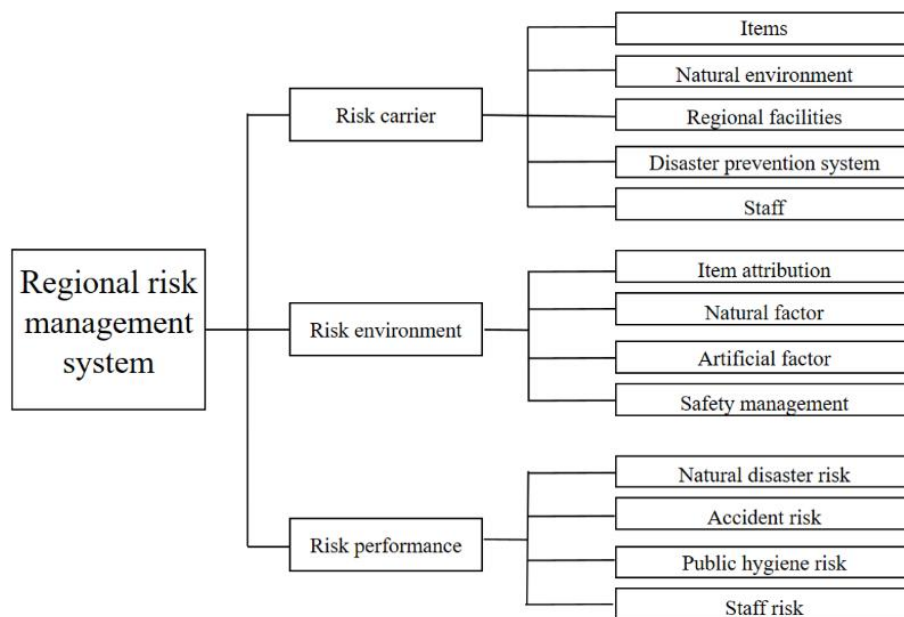 Regional risk
management
system
Risk carrier
Items
Natural environment
Regional facilities
Disaster prevention system
Staff
Risk environment
Item attribution
Natural factor
Artificial factor
Safety management
Risk performance
Natural disaster risk
Accident risk
Public hygiene risk
Staff risk